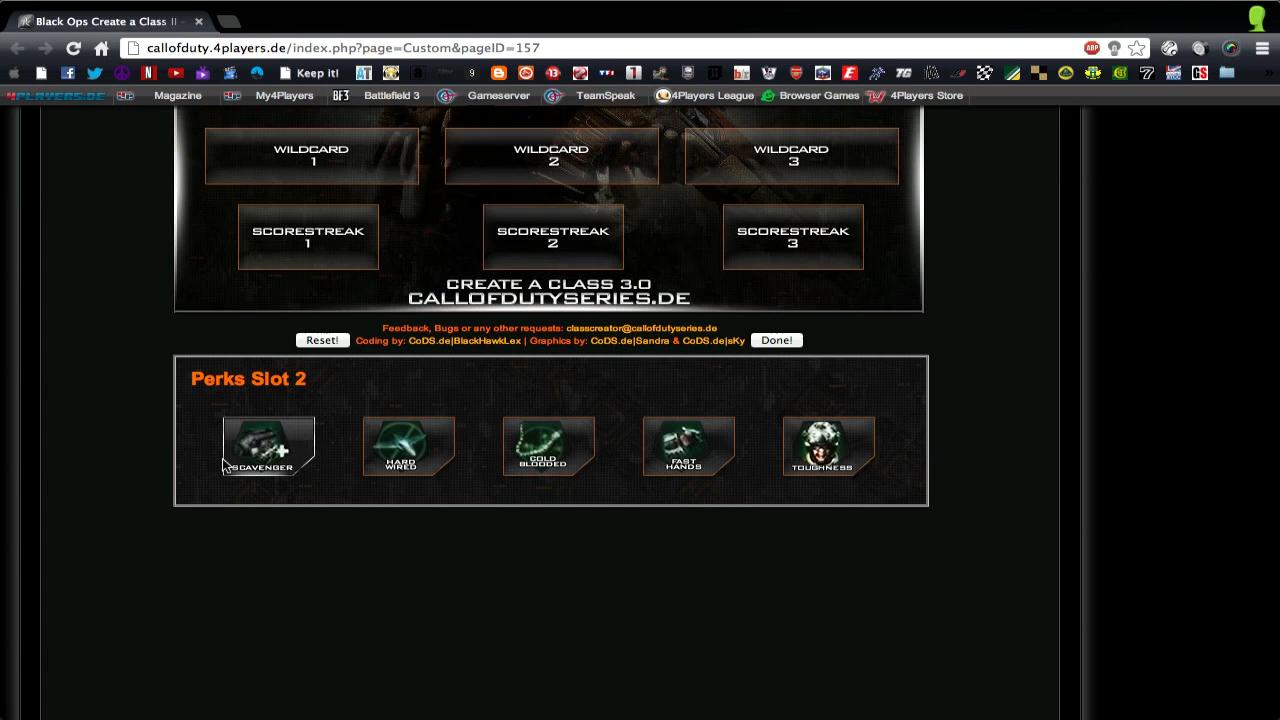 Black Ops Create a Class II -
callofduty.4players.de/index.php?page=Custom&pageID=157
Keep it!
4PLAYERS.DE Magazine My4Players BF3 Battlefield 3 Gameserver TeamSpeak 4Players League Browser Games 4Players Store
WILDCARD
1
WILDCARD
2
WILDCARD
3
SCORESTREAK
1
SCORESTREAK
2
SCORESTREAK
3
CREATE A CLASS 3.0
CALLOFDUTYSERIES.DE
Feedback, Bugs or any other requests: classcreator@callofdutyseries.de
Reset! Coding by: CoDS.de|BlackHawkLex | Graphics by: CoDS.de|Sandra & CoDS.de|sKy Done!
Perks Slot 2
SCAVENGER
HARD
WIRED
COLD
BLOODED
FAST
HANDS
TOUGHNESS